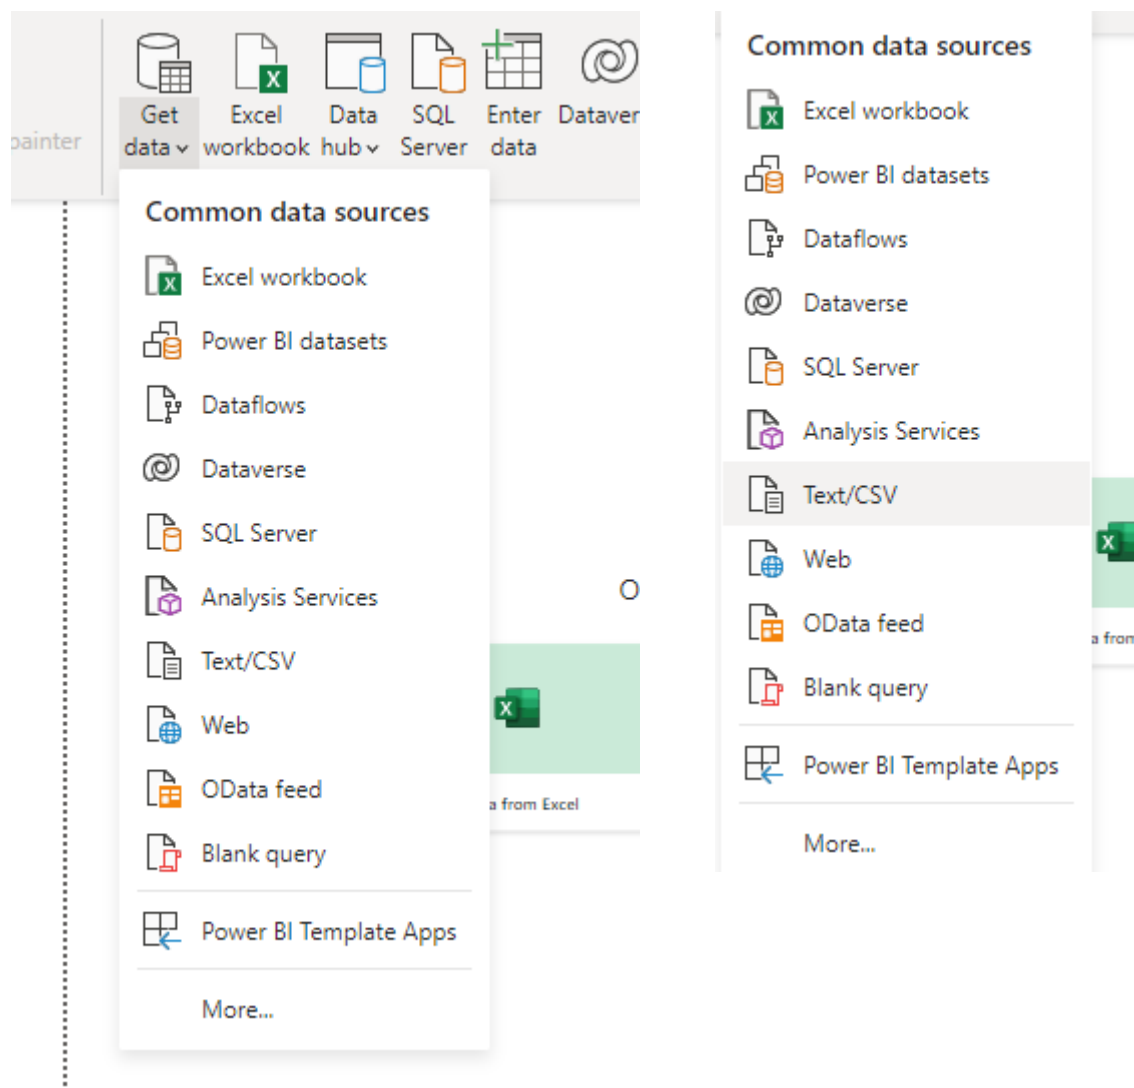 painter
Get data
Excel workbook
Data hub
SQL Server
Enter data
Dataver
Common data sources
Excel workbook
Power BI datasets
Dataflows
Dataverse
SQL Server
Analysis Services
Text/CSV
Web
OData feed
Blank query
Power BI Template Apps
More...
O
X
a from Excel
Common data sources
Excel workbook
Power BI datasets
Dataflows
Dataverse
SQL Server
Analysis Services
Text/CSV
Web
OData feed
Blank query
Power BI Template Apps
More...
X
a from